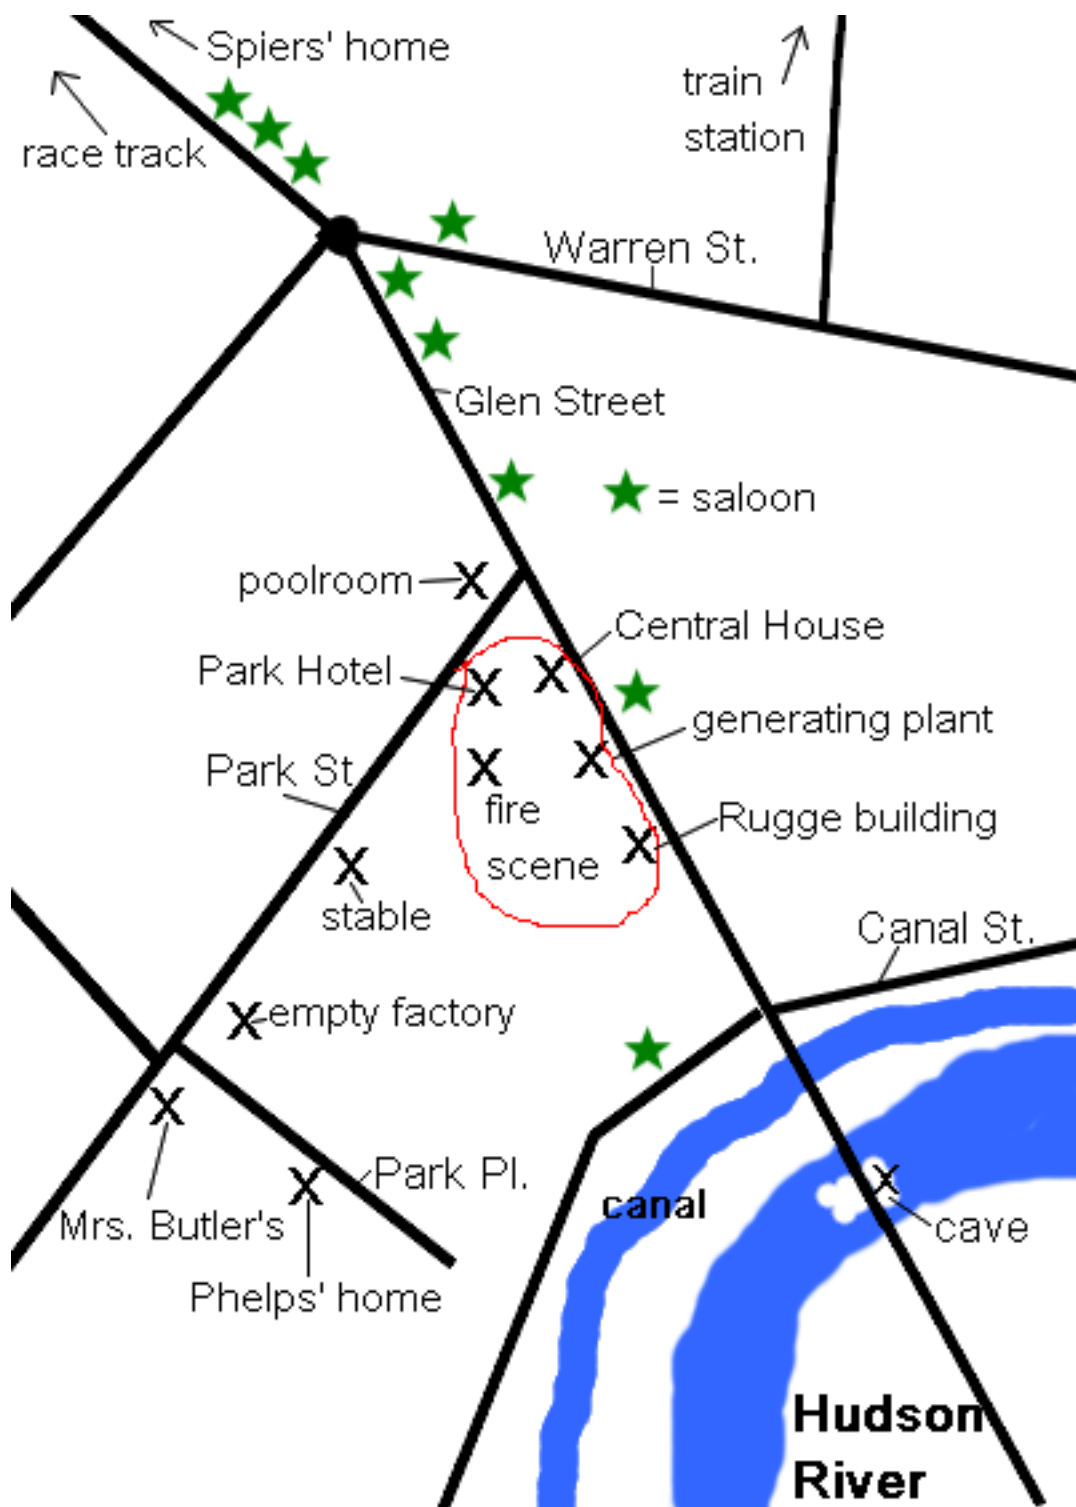 Spiers' home
train
station
race track
Warren St.
Glen Street
= saloon
poolroom
Central House
Park Hotel
generating plant
Park St.
fire
scene
Rugge building
stable
Canal St.
empty factory
Park Pl.
canal
Mrs. Butler's
cave
Phelps' home
Hudson
River